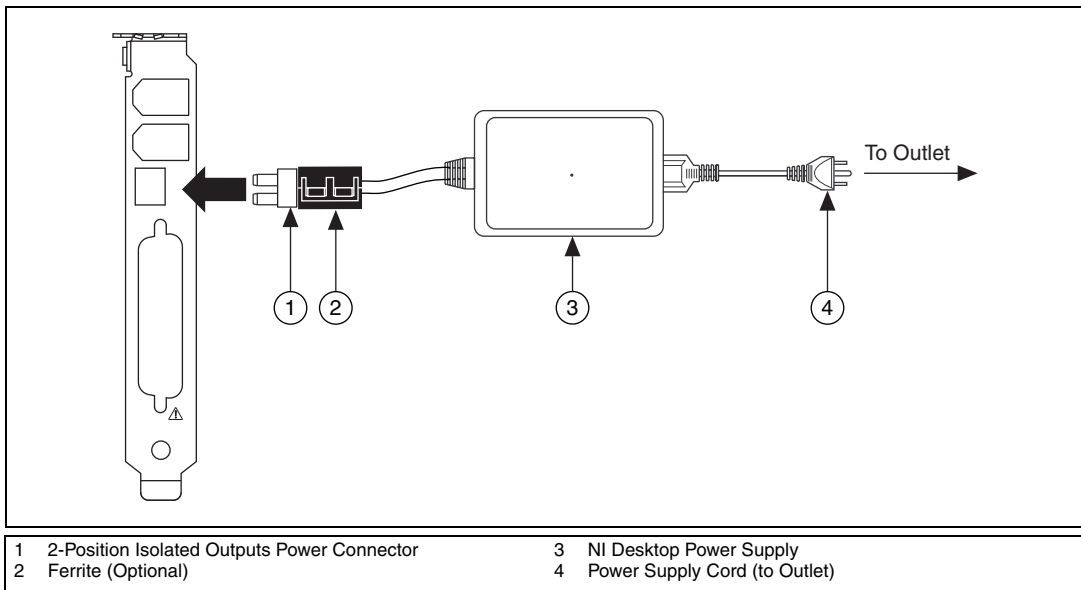 To Outlet
1 2 3 4
1 2-Position Isolated Outputs Power Connector
2 Ferrite (Optional)
3 NI Desktop Power Supply
4 Power Supply Cord (to Outlet)